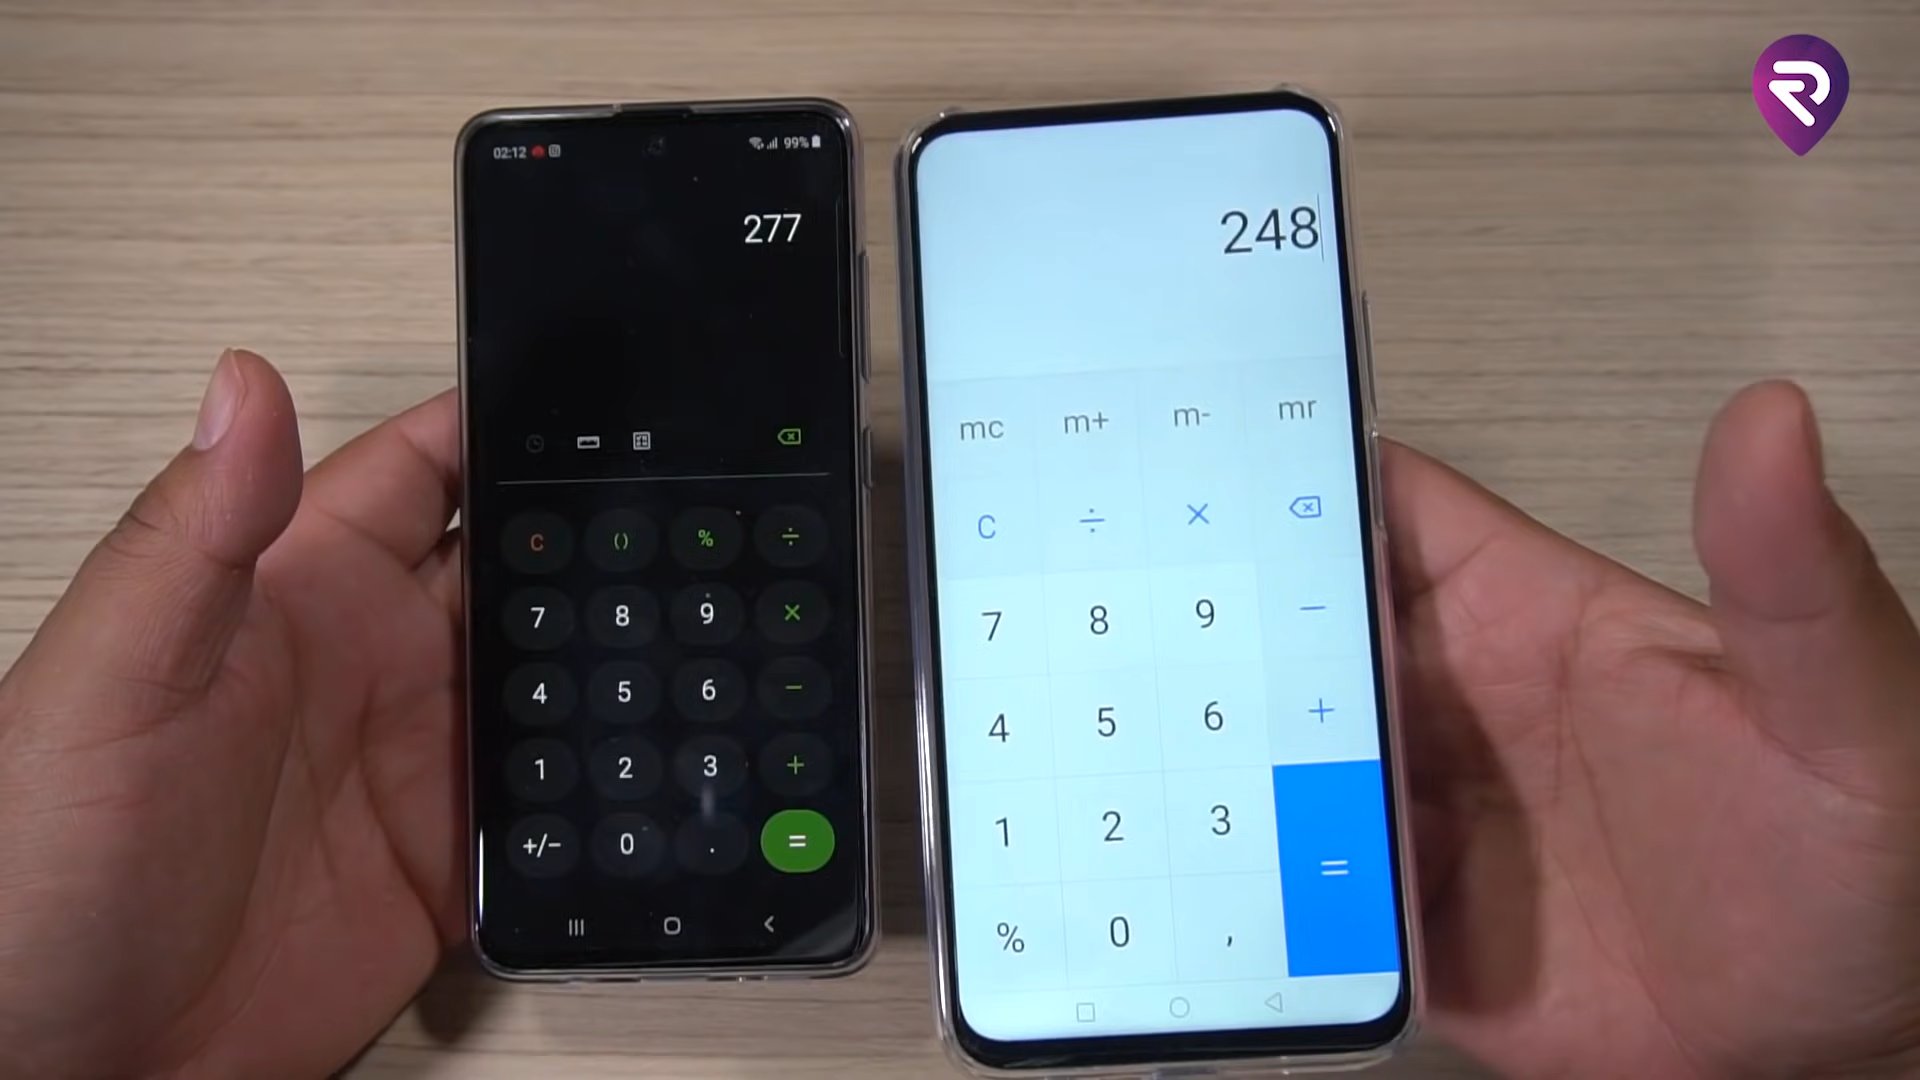 02:12 99%
277
C () % ÷
7 8 9 ×
4 5 6 −
1 2 3 +
+/− 0 . =
248
mc m+ m- mr
C ÷ ×
7 8 9 −
4 5 6 +
1 2 3
% 0 , =
R